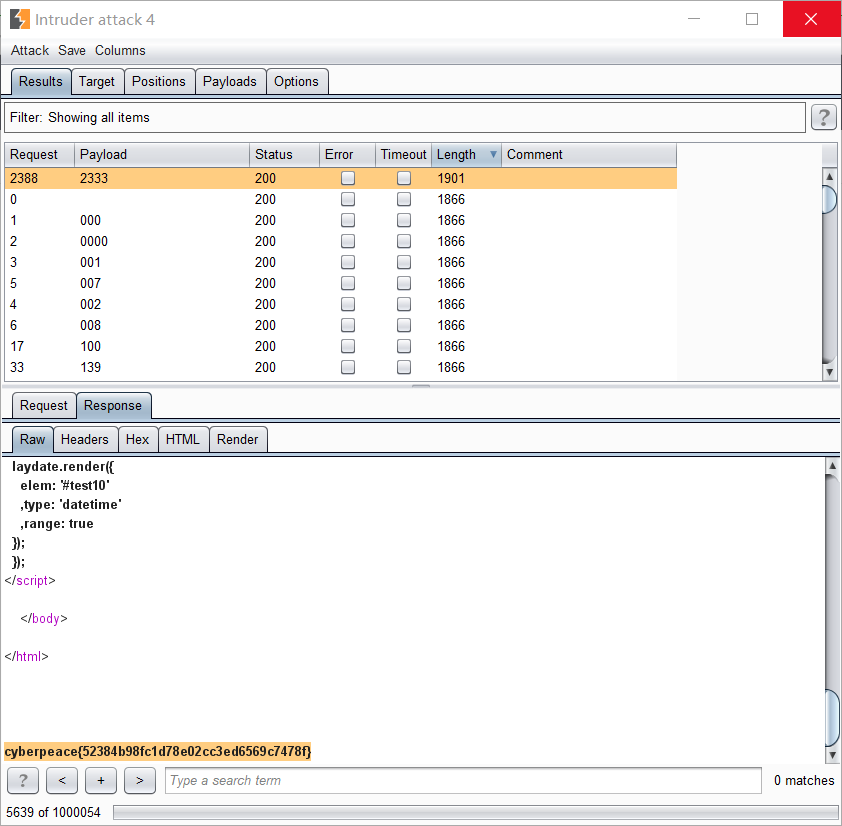 Intruder attack 4
Attack Save Columns
Results Target Positions Payloads Options
Filter: Showing all items ?
Request Payload Status Error Timeout Length Comment
2388 2333 200 1901
0 200 1866
1 000 200 1866
2 0000 200 1866
3 001 200 1866
5 007 200 1866
4 002 200 1866
6 008 200 1866
17 100 200 1866
33 139 200 1866
Request Response
Raw Headers Hex HTML Render
laydate.render({
elem: '#test10'
,type: 'datetime'
,range: true
});
});
</script>
</body>
</html>
cyberpeace{52384b98fc1d78e02cc3ed6569c7478f}
? < + > Type a search term 0 matches
5639 of 1000054